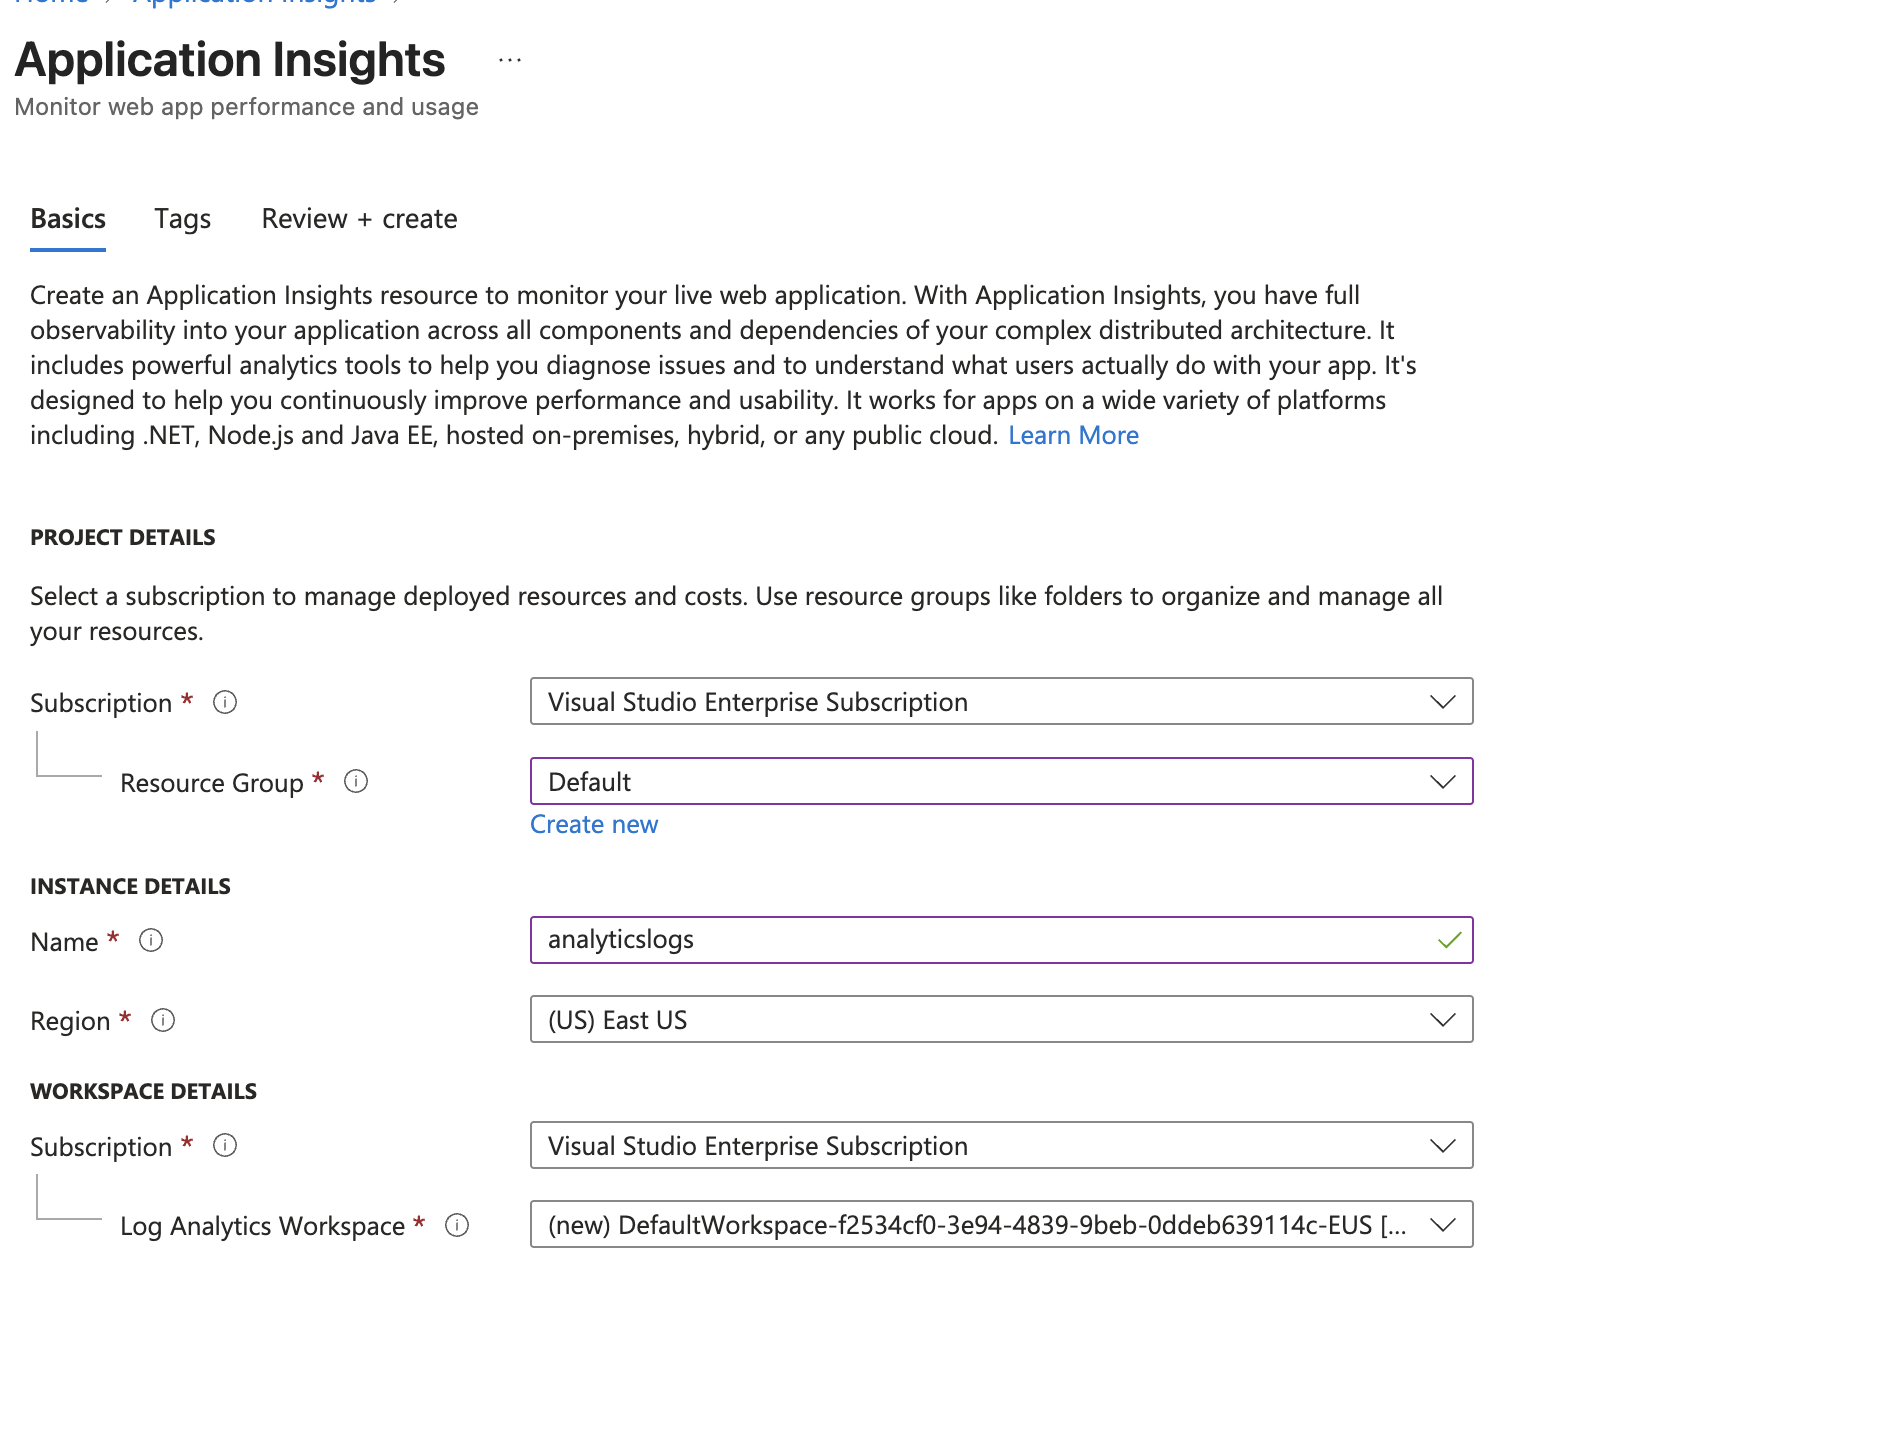 Home > Application Insights >
Application Insights ...
Monitor web app performance and usage
Basics Tags Review + create
Create an Application Insights resource to monitor your live web application. With Application Insights, you have full
observability into your application across all components and dependencies of your complex distributed architecture. It
includes powerful analytics tools to help you diagnose issues and to understand what users actually do with your app. It's
designed to help you continuously improve performance and usability. It works for apps on a wide variety of platforms
including .NET, Node.js and Java EE, hosted on-premises, hybrid, or any public cloud. Learn More
PROJECT DETAILS
Select a subscription to manage deployed resources and costs. Use resource groups like folders to organize and manage all
your resources.
Subscription * Visual Studio Enterprise Subscription
Resource Group * Default
Create new
INSTANCE DETAILS
Name * analyticslogs
Region * (US) East US
WORKSPACE DETAILS
Subscription * Visual Studio Enterprise Subscription
Log Analytics Workspace * (new) DefaultWorkspace-f2534cf0-3e94-4839-9beb-0ddeb639114c-EUS [...